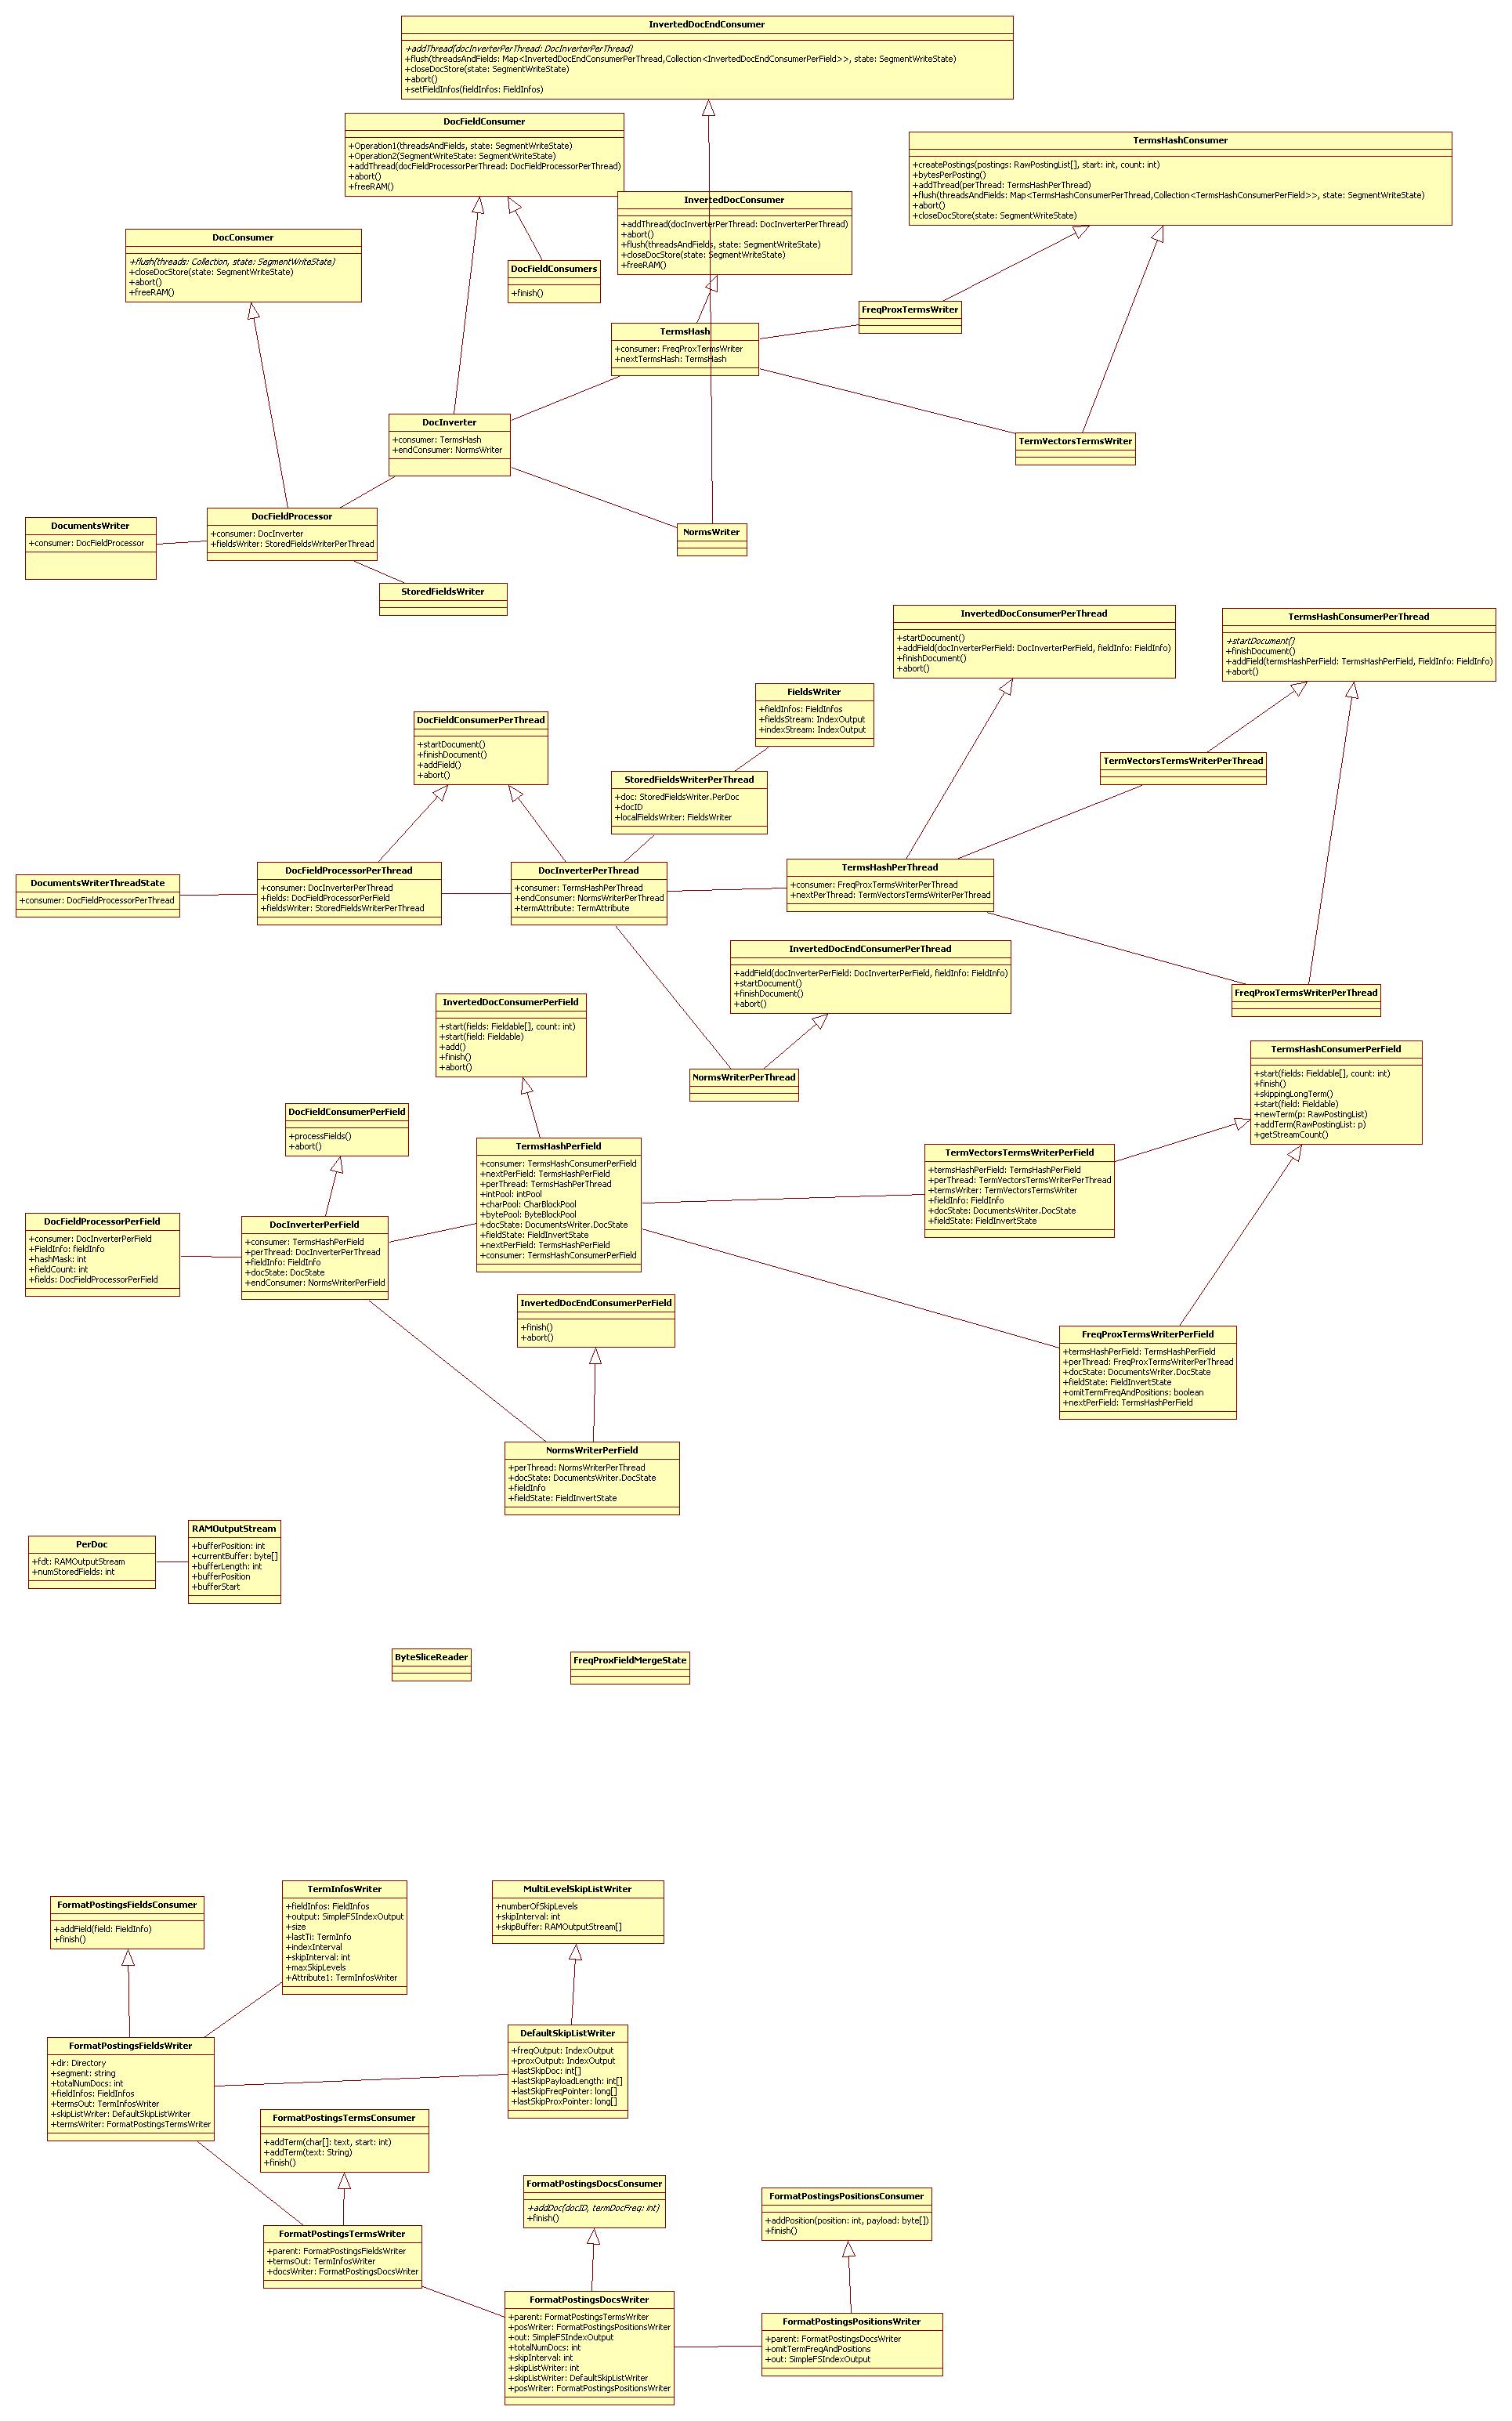 InvertedDocEndConsumer
+addThread(docInverterPerThread: DocInverterPerThread)
+flush(threadsAndFields: Map<InvertedDocEndConsumerPerThread,Collection<InvertedDocEndConsumerPerField>>, state: SegmentWriteState)
+closeDocStore(state: SegmentWriteState)
+abort()
+setFieldInfos(fieldInfos: FieldInfos)
DocFieldConsumer
+Operation1(threadsAndFields, state: SegmentWriteState)
+Operation2(SegmentWriteState: SegmentWriteState)
+addThread(docFieldProcessorPerThread: DocFieldProcessorPerThread)
+abort()
+freeRAM()
TermsHashConsumer
+createPostings(postings: RawPostingList[], start: int, count: int)
+bytesPerPosting()
+addThread(perThread: TermsHashPerThread)
+flush(threadsAndFields: Map<TermsHashConsumerPerThread,Collection<TermsHashConsumerPerField>>, state: SegmentWriteState)
+abort()
+closeDocStore(state: SegmentWriteState)
InvertedDocConsumer
+addThread(docInverterPerThread: DocInverterPerThread)
+abort()
+flush(threadsAndFields, state: SegmentWriteState)
+closeDocStore(state: SegmentWriteState)
+freeRAM()
DocConsumer
+flush(threads: Collection, state: SegmentWriteState)
+closeDocStore(state: SegmentWriteState)
+abort()
+freeRAM()
DocFieldConsumers
+finish()
FreqProxTermsWriter
TermsHash
+consumer: FreqProxTermsWriter
+nextTermsHash: TermsHash
DocInverter
+consumer: TermsHash
+endConsumer: NormsWriter
TermVectorsTermsWriter
DocumentsWriter
+consumer: DocFieldProcessor
DocFieldProcessor
+consumer: DocInverter
+fieldsWriter: StoredFieldsWriterPerThread
NormsWriter
StoredFieldsWriter
InvertedDocConsumerPerThread
+startDocument()
+addField(docInverterPerField: DocInverterPerField, fieldInfo: FieldInfo)
+finishDocument()
+abort()
TermsHashConsumerPerThread
+startDocument()
+finishDocument()
+addField(termsHashPerField: TermsHashPerField, FieldInfo: FieldInfo)
+abort()
FieldsWriter
+fieldInfos: FieldInfos
+fieldsStream: IndexOutput
+indexStream: IndexOutput
DocFieldConsumerPerThread
+startDocument()
+finishDocument()
+addField()
+abort()
TermVectorsTermsWriterPerThread
StoredFieldsWriterPerThread
+doc: StoredFieldsWriter.PerDoc
+docID
+localFieldsWriter: FieldsWriter
DocumentsWriterThreadState
+consumer: DocFieldProcessorPerThread
DocFieldProcessorPerThread
+consumer: DocInverterPerThread
+fields: DocFieldProcessorPerField
+fieldsWriter: StoredFieldsWriterPerThread
DocInverterPerThread
+consumer: TermsHashPerThread
+endConsumer: NormsWriterPerThread
+termAttribute: TermAttribute
TermsHashPerThread
+consumer: FreqProxTermsWriterPerThread
+nextPerThread: TermVectorsTermsWriterPerThread
InvertedDocEndConsumerPerThread
+addField(docInverterPerField: DocInverterPerField, fieldInfo: FieldInfo)
+startDocument()
+finishDocument()
+abort()
FreqProxTermsWriterPerThread
InvertedDocConsumerPerField
+start(fields: Fieldable[], count: int)
+start(field: Fieldable)
+add()
+finish()
+abort()
NormsWriterPerThread
TermsHashConsumerPerField
+start(fields: Fieldable[], count: int)
+finish()
+skippingLongTerm()
+start(field: Fieldable)
+newTerm(p: RawPostingList)
+addTerm(RawPostingList: p)
+getStreamCount()
DocFieldConsumerPerField
+processFields()
+abort()
TermsHashPerField
+consumer: TermsHashConsumerPerField
+nextPerField: TermsHashPerField
+perThread: TermsHashPerThread
+intPool: intPool
+charPool: CharBlockPool
+bytePool: ByteBlockPool
+docState: DocumentsWriter.DocState
+fieldState: FieldInvertState
+nextPerField: TermsHashPerField
+consumer: TermsHashConsumerPerField
TermVectorsTermsWriterPerField
+termsHashPerField: TermsHashPerField
+perThread: TermVectorsTermsWriterPerThread
+termsWriter: TermVectorsTermsWriter
+fieldInfo: FieldInfo
+docState: DocumentsWriter.DocState
+fieldState: FieldInvertState
DocFieldProcessorPerField
+consumer: DocInverterPerField
+FieldInfo: fieldInfo
+hashMask: int
+fieldCount: int
+fields: DocFieldProcessorPerField
DocInverterPerField
+consumer: TermsHashPerField
+perThread: DocInverterPerThread
+fieldInfo: FieldInfo
+docState: DocState
+endConsumer: NormsWriterPerField
InvertedDocEndConsumerPerField
+finish()
+abort()
FreqProxTermsWriterPerField
+termsHashPerField: TermsHashPerField
+perThread: FreqProxTermsWriterPerThread
+docState: DocumentsWriter.DocState
+fieldState: FieldInvertState
+omitTermFreqAndPositions: boolean
+nextPerField: TermsHashPerField
NormsWriterPerField
+perThread: NormsWriterPerThread
+docState: DocumentsWriter.DocState
+fieldInfo
+fieldState: FieldInvertState
PerDoc
+fdt: RAMOutputStream
+numStoredFields: int
RAMOutputStream
+bufferPosition: int
+currentBuffer: byte[]
+bufferLength: int
+bufferPosition
+bufferStart
ByteSliceReader
FreqProxFieldMergeState
FormatPostingsFieldsConsumer
+addField(field: FieldInfo)
+finish()
TermInfosWriter
+fieldInfos: FieldInfos
+output: SimpleFSIndexOutput
+size
+lastTi: TermInfo
+indexInterval
+skipInterval: int
+maxSkipLevels
+Attribute1: TermInfosWriter
MultiLevelSkipListWriter
+numberOfSkipLevels
+skipInterval: int
+skipBuffer: RAMOutputStream[]
FormatPostingsFieldsWriter
+dir: Directory
+segment: string
+totalNumDocs: int
+fieldInfos: FieldInfos
+termsOut: TermInfosWriter
+skipListWriter: DefaultSkipListWriter
+termsWriter: FormatPostingsTermsWriter
DefaultSkipListWriter
+freqOutput: IndexOutput
+proxOutput: IndexOutput
+lastSkipDoc: int[]
+lastSkipPayloadLength: int[]
+lastSkipFreqPointer: long[]
+lastSkipProxPointer: long[]
FormatPostingsTermsConsumer
+addTerm(char[]: text, start: int)
+addTerm(text: String)
+finish()
FormatPostingsDocsConsumer
+addDoc(docID, termDocFreq: int)
+finish()
FormatPostingsPositionsConsumer
+addPosition(position: int, payload: byte[])
+finish()
FormatPostingsTermsWriter
+parent: FormatPostingsFieldsWriter
+termsOut: TermInfosWriter
+docsWriter: FormatPostingsDocsWriter
FormatPostingsDocsWriter
+parent: FormatPostingsTermsWriter
+posWriter: FormatPostingsPositionsWriter
+out: SimpleFSIndexOutput
+totalNumDocs: int
+skipInterval: int
+skipListWriter: int
+skipListWriter: DefaultSkipListWriter
+posWriter: FormatPostingsPositionsWriter
FormatPostingsPositionsWriter
+parent: FormatPostingsDocsWriter
+omitTermFreqAndPositions
+out: SimpleFSIndexOutput